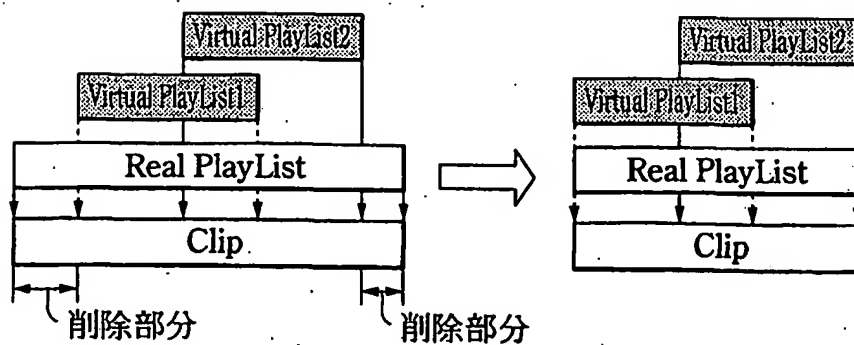 Virtual PlayList2
Virtual PlayList1
Real PlayList
Clip
削除部分
削除部分
Virtual PlayList2
Virtual PlayList1
Real PlayList
Clip